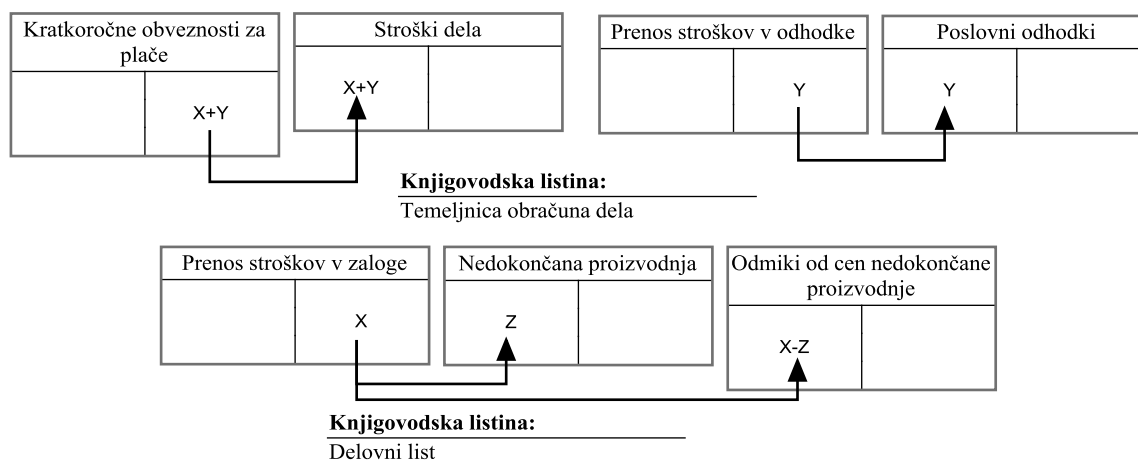 Kratkoročne obveznosti za
plače
Stroški dela
Prenos stroškov v odhodke
Poslovni odhodki
X+Y
X+Y
Y
Y
Knjigovodska listina:
Temeljnica obračuna dela
Prenos stroškov v zaloge
Nedokončana proizvodnja
Odmiki od cen nedokončane
proizvodnje
X
Z
X-Z
Knjigovodska listina:
Delovni list